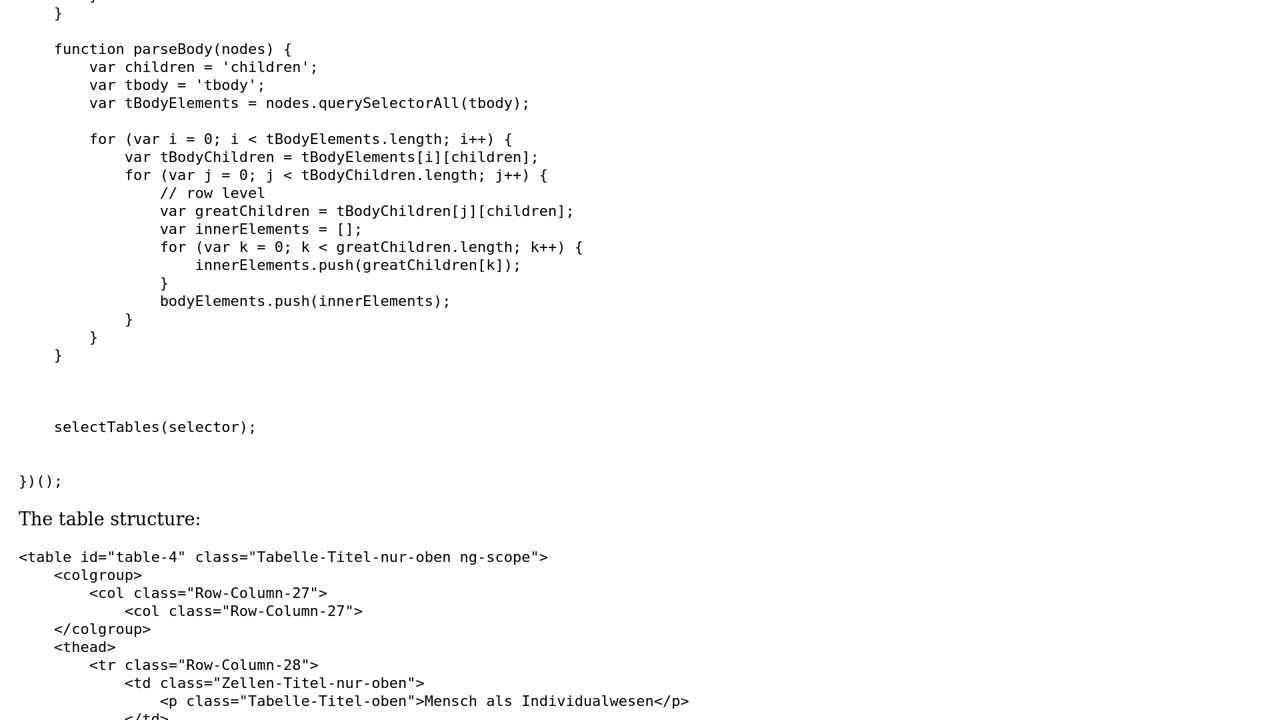 }

    function parseBody(nodes) {
        var children = 'children';
        var tbody = 'tbody';
        var tBodyElements = nodes.querySelectorAll(tbody);

        for (var i = 0; i < tBodyElements.length; i++) {
            var tBodyChildren = tBodyElements[i][children];
            for (var j = 0; j < tBodyChildren.length; j++) {
                // row level
                var greatChildren = tBodyChildren[j][children];
                var innerElements = [];
                for (var k = 0; k < greatChildren.length; k++) {
                    innerElements.push(greatChildren[k]);
                }
                bodyElements.push(innerElements);
            }
        }
    }

    selectTables(selector);

})();
The table structure:
<table id="table-4" class="Tabelle-Titel-nur-oben ng-scope">
    <colgroup>
        <col class="Row-Column-27">
            <col class="Row-Column-27">
    </colgroup>
    <thead>
        <tr class="Row-Column-28">
            <td class="Zellen-Titel-nur-oben">
                <p class="Tabelle-Titel-oben">Mensch als Individualwesen</p>
            </td>